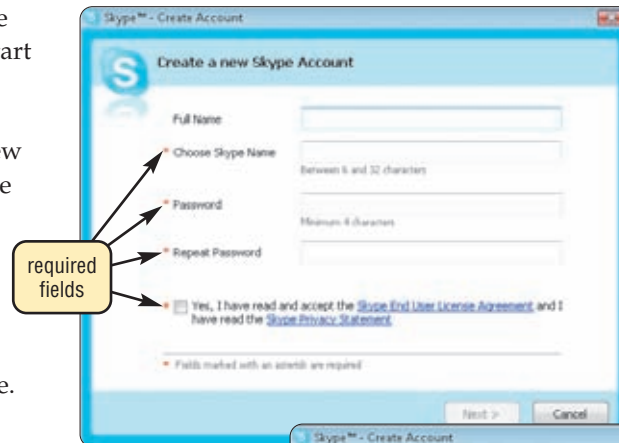 e
art
ew
e
e.
required
fields
Skype™ - Create Account
S
Create a new Skype Account
Full Name
* Choose Skype Name
Between 6 and 32 characters
* Password
Minimum 4 characters
* Repeat Password
* Yes, I have read and accept the Skype End User License Agreement and I
have read the Skype Privacy Statement
* Fields marked with an asterisk are required
Next > Cancel
Skype™ - Create Account